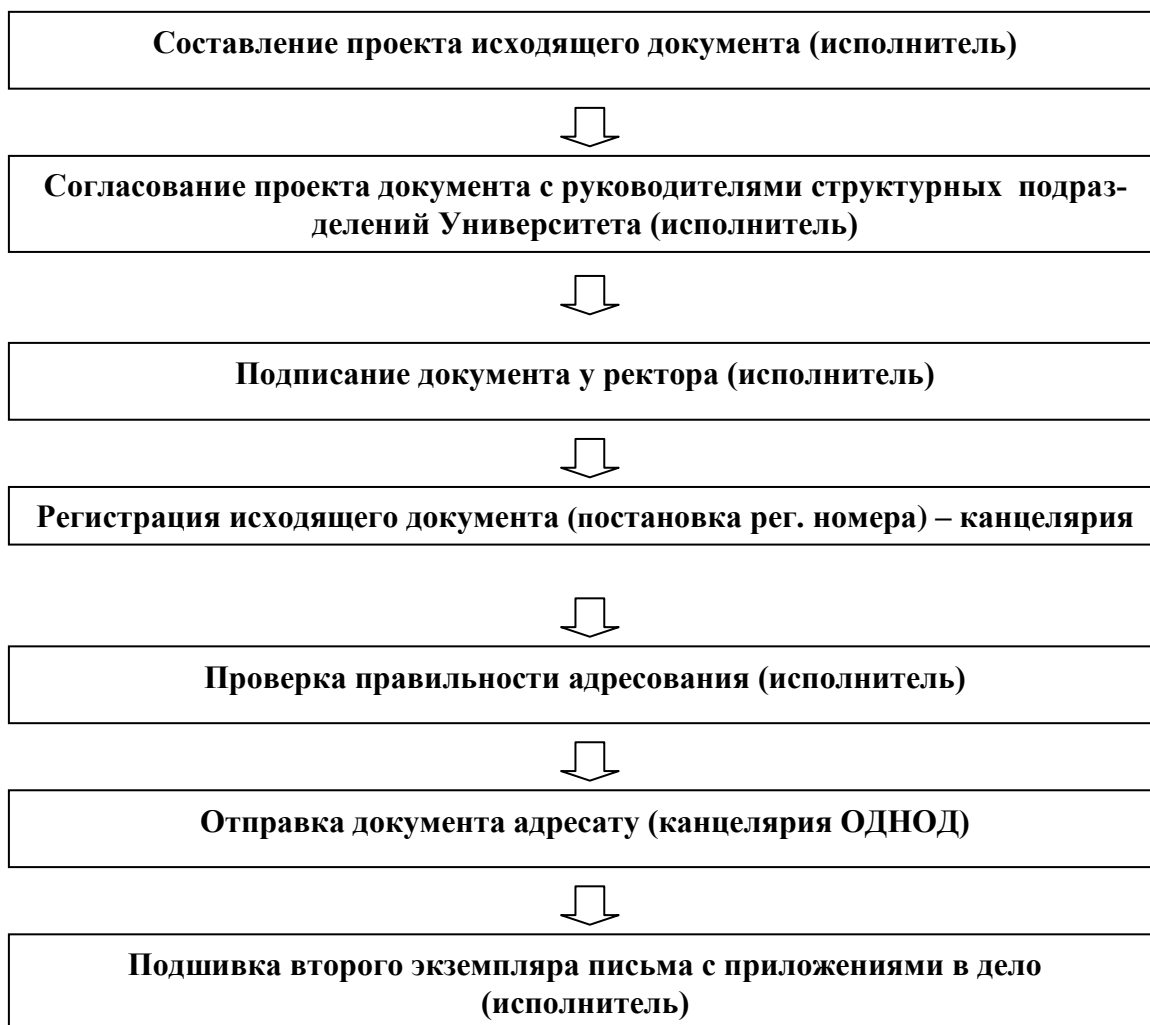 Составление проекта исходящего документа (исполнитель)
Согласование проекта документа с руководителями структурных подраз-
делений Университета (исполнитель)
Подписание документа у ректора (исполнитель)
Регистрация исходящего документа (постановка рег. номера) – канцелярия
Проверка правильности адресования (исполнитель)
Отправка документа адресату (канцелярия ОДНОД)
Подшивка второго экземпляра письма с приложениями в дело
(исполнитель)